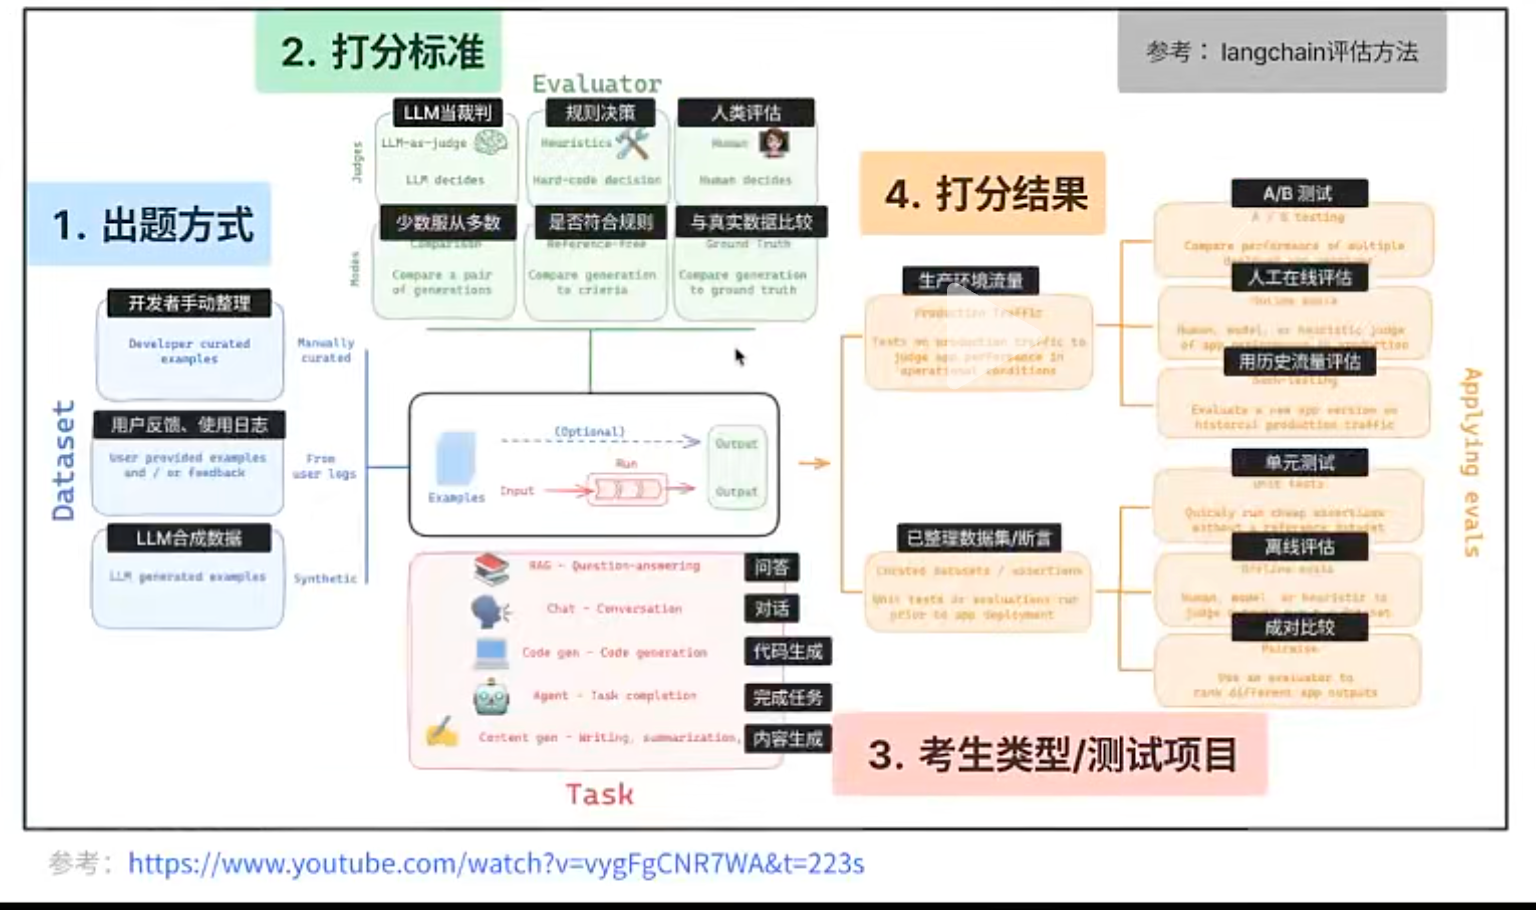 2. 打分标准
参考： langchain评估方法
Evaluator
LLM当裁判
规则决策
人类评估
Judges
LLM-as-judge
Heuristics
Human
LLM decides
Hard-code decision
Human decides
少数服从多数
是否符合规则
与真实数据比较
Modes
Comparison
Reference-free
Ground Truth
Compare a pair
of generations
Compare generation
to criteria
Compare generation
to ground truth
1. 出题方式
Dataset
开发者手动整理
Developer curated
examples
Manually
curated
用户反馈、使用日志
User provided examples
and / or feedback
From
user logs
LLM合成数据
LLM generated examples
Synthetic
Examples
(Optional)
Output
Run
Input
Output
RAG - Question-answering
问答
Chat - Conversation
对话
Code gen - Code generation
代码生成
Agent - Task completion
完成任务
Content gen - Writing, summarization,
内容生成
Task
3. 考生类型/测试项目
4. 打分结果
生产环境流量
Production Traffic
Tests on production traffic to
judge app performance in
operational conditions
A/B 测试
A / B testing
Compare performance of multiple
人工在线评估
Online evals
Human, model, or heuristic judge
of app performance in production
用历史流量评估
Back-testing
Evaluate a new app version on
historical production traffic
已整理数据集/断言
Curated datasets / assertions
Unit tests or evaluations run
prior to app deployment
单元测试
Unit tests
Quickly run cheap assertions
without a reference dataset
离线评估
Offline evals
Human, model, or heuristic to
成对比较
Pairwise
Use an evaluator to
rank different app outputs
Applying evals
参考：https://www.youtube.com/watch?v=vygFgCNR7WA&t=223s